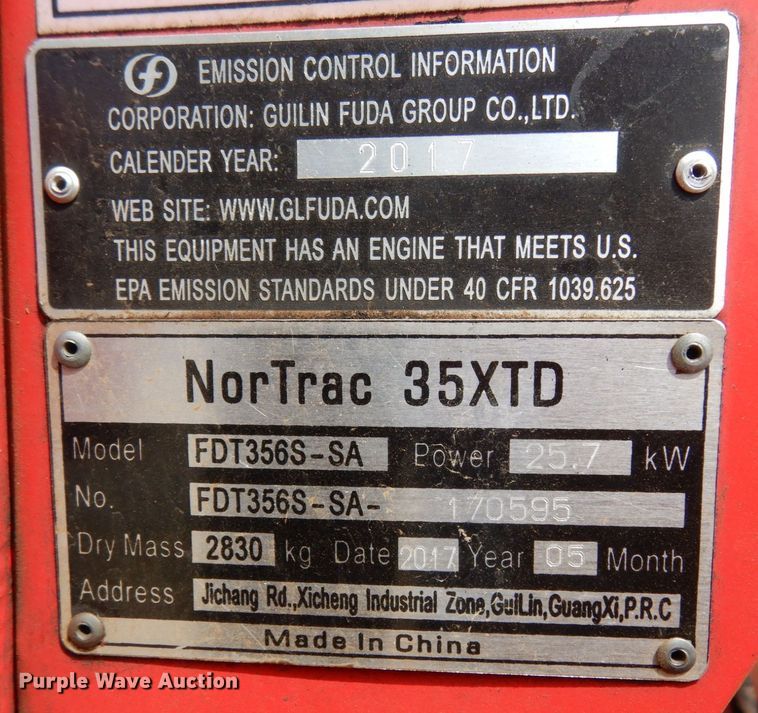 EMISSION CONTROL INFORMATION
CORPORATION: GUILIN FUDA GROUP CO.,LTD.
CALENDER YEAR: 2017
WEB SITE: WWW.GLFUDA.COM
THIS EQUIPMENT HAS AN ENGINE THAT MEETS U.S.
EPA EMISSION STANDARDS UNDER 40 CFR 1039.625
NorTrac 35XTD
Model FDT356S-SA Power 25.7 kW
No. FDT356S-SA- 170595
Dry Mass 2830 kg Date 2017 Year 05 Month
Address Jichang Rd.,Xicheng Industrial Zone,GuiLin,GuangXi,P.R.C
Made In China
Purple Wave Auction